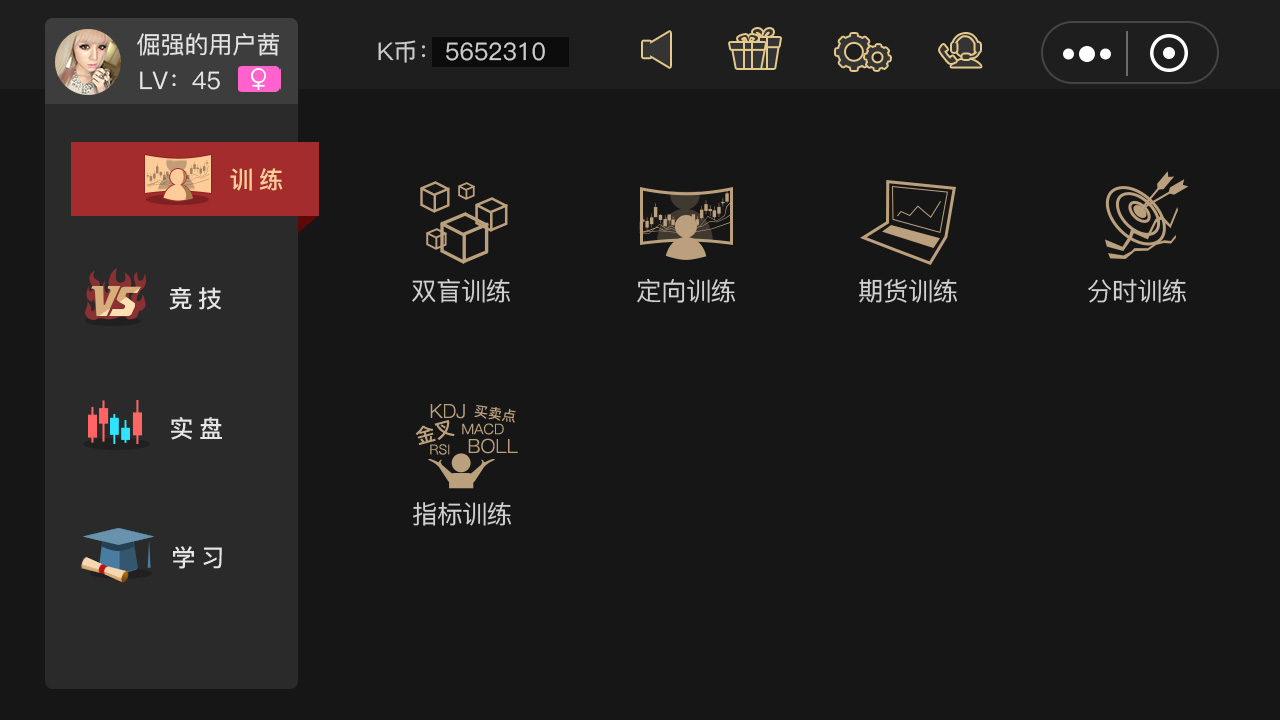 倔强的用户茜
LV：45
K币：5652310
训练
竞技
实盘
学习
双盲训练
定向训练
期货训练
分时训练
KDJ 买卖点
金叉 MACD
RSI BOLL
指标训练
VS